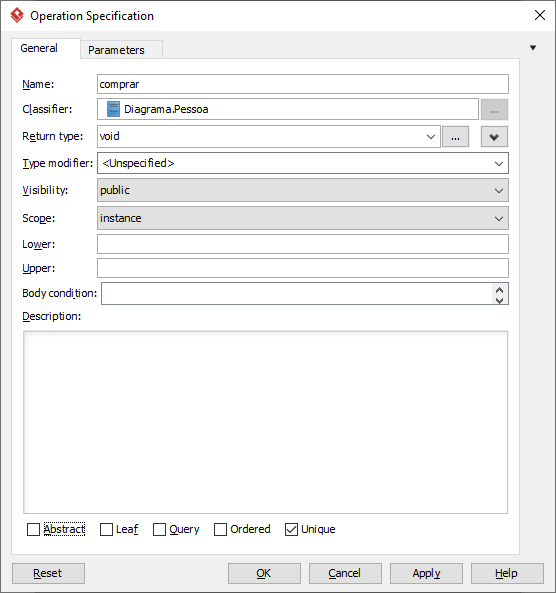 Operation Specification
General Parameters
Name: comprar
Classifier: Diagrama.Pessoa ...
Return type: void ...
Type modifier: <Unspecified>
Visibility: public
Scope: instance
Lower:
Upper:
Body condition:
Description:
Abstract Leaf Query Ordered Unique
Reset OK Cancel Apply Help